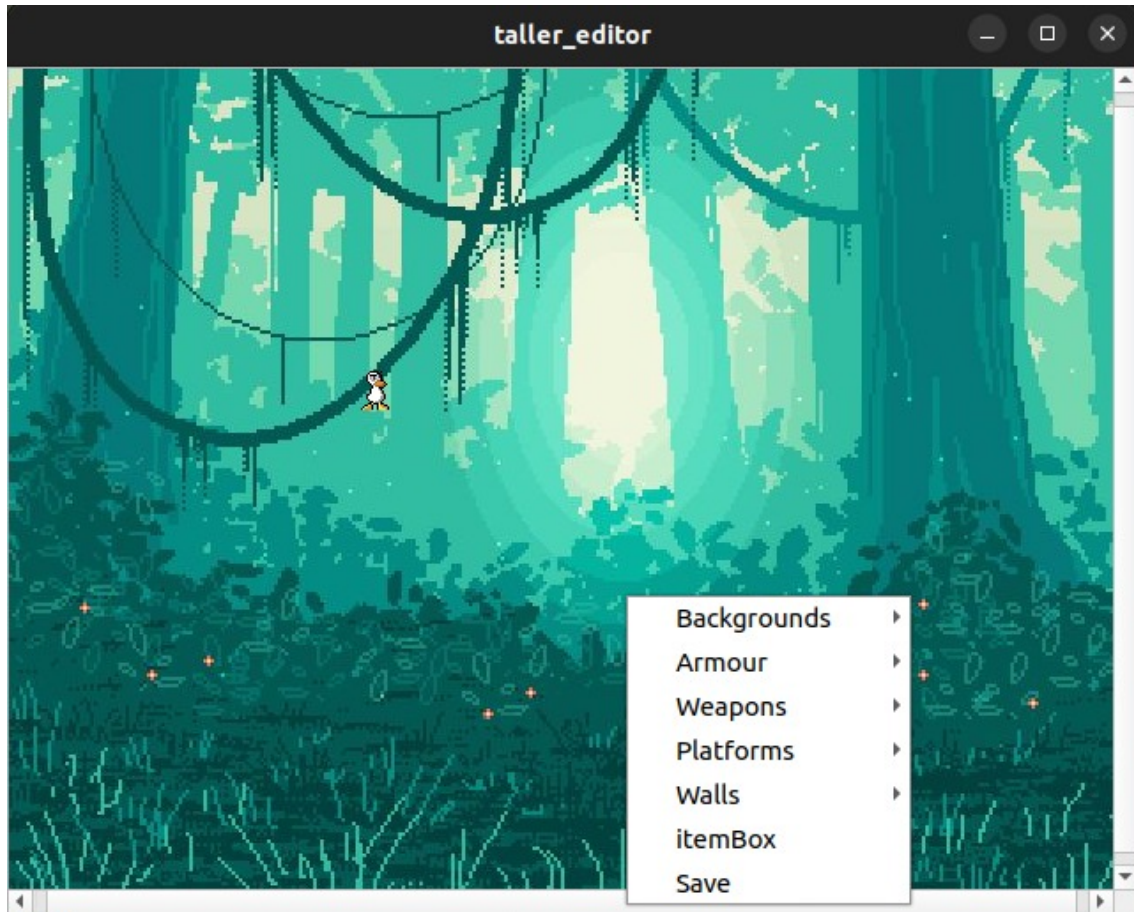 taller_editor
Backgrounds
Armour
Weapons
Platforms
Walls
itemBox
Save